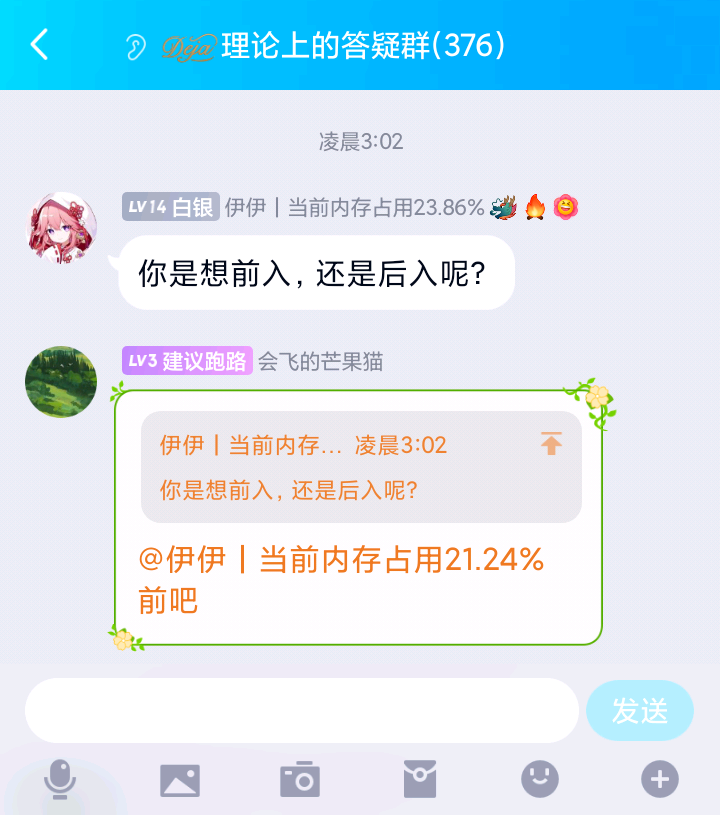 Deja理论上的答疑群(376)
凌晨3:02
LV14 白银 伊伊丨当前内存占用23.86%
你是想前入，还是后入呢？
LV3 建议跑路 会飞的芒果猫
伊伊丨当前内存... 凌晨3:02
你是想前入，还是后入呢？
@伊伊丨当前内存占用21.24%
前吧
发送